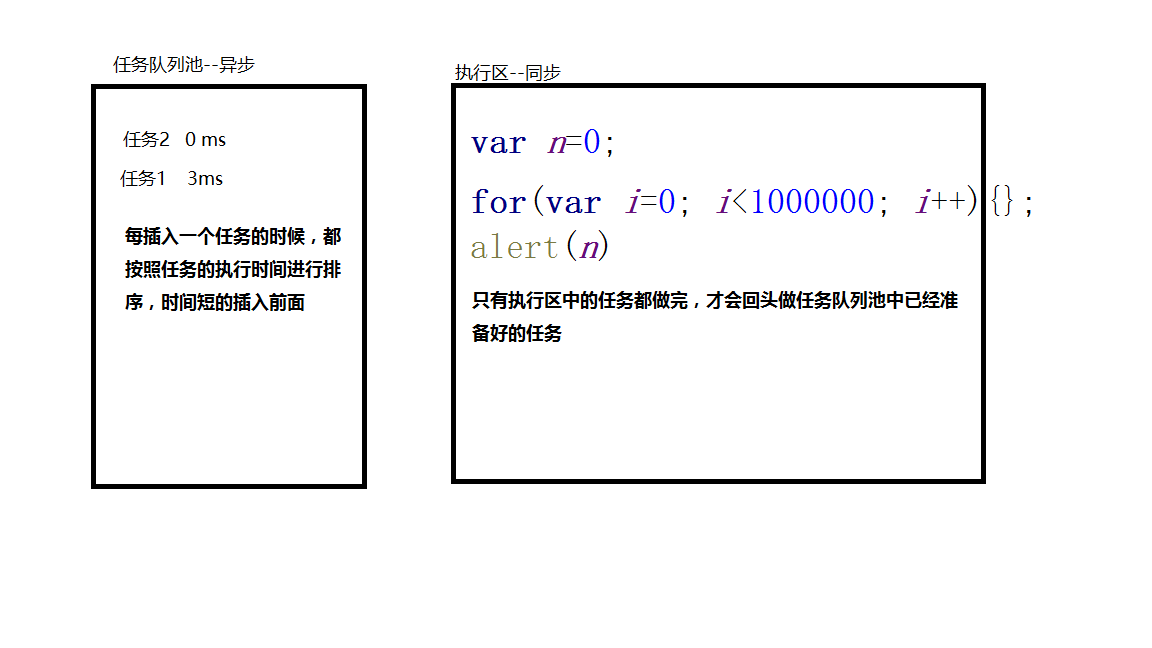 任务队列池--异步
任务2 0 ms
任务1 3ms
每插入一个任务的时候，都
按照任务的执行时间进行排
序，时间短的插入前面
执行区--同步
var n=0;
for(var i=0; i<1000000; i++){};
alert(n)
只有执行区中的任务都做完，才会回头做任务队列池中已经准
备好的任务